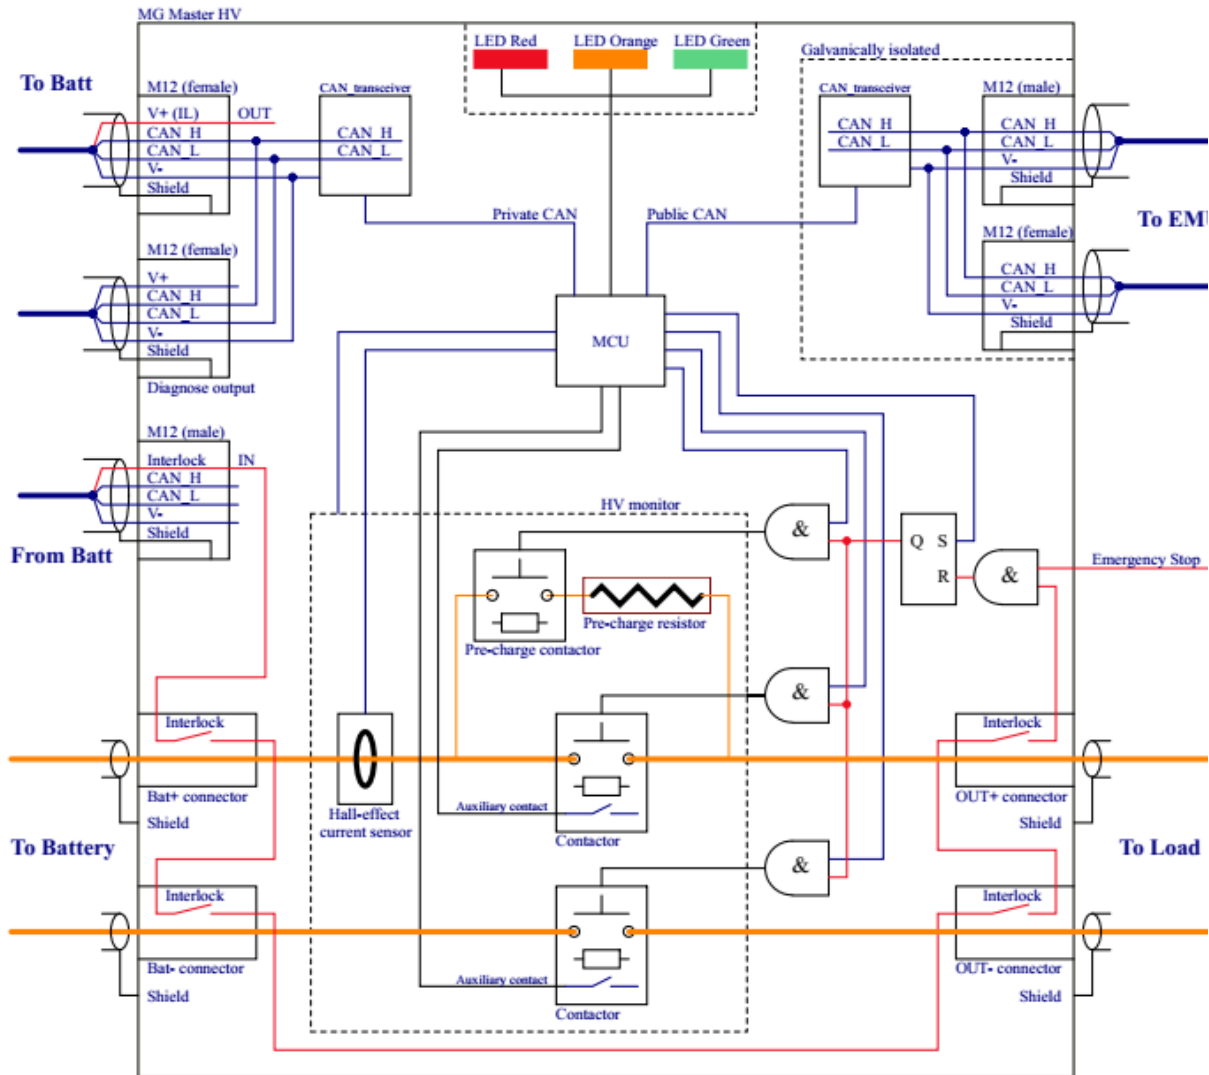 MG Master HV
LED Red
LED Orange
LED Green
Galvanically isolated
To Batt
M12 (female)
V+ (IL)
OUT
CAN_H
CAN_L
V-
Shield
CAN_transceiver
CAN_H
CAN_L
CAN_transceiver
CAN_H
CAN_L
M12 (male)
CAN_H
CAN_L
V-
Shield
Private CAN
Public CAN
To EMU
M12 (female)
V+
CAN_H
CAN_L
V-
Shield
Diagnose output
M12 (female)
CAN_H
CAN_L
V-
Shield
MCU
M12 (male)
Interlock
IN
CAN_H
CAN_L
V-
Shield
From Batt
HV monitor
&
Q
S
R
&
Emergency Stop
Pre-charge resistor
Pre-charge contactor
&
Interlock
Bat+ connector
Shield
Hall-effect
current sensor
Auxiliary contact
Contactor
Interlock
OUT+ connector
Shield
To Battery
To Load
&
Interlock
Bat- connector
Shield
Auxiliary contact
Contactor
Interlock
OUT- connector
Shield